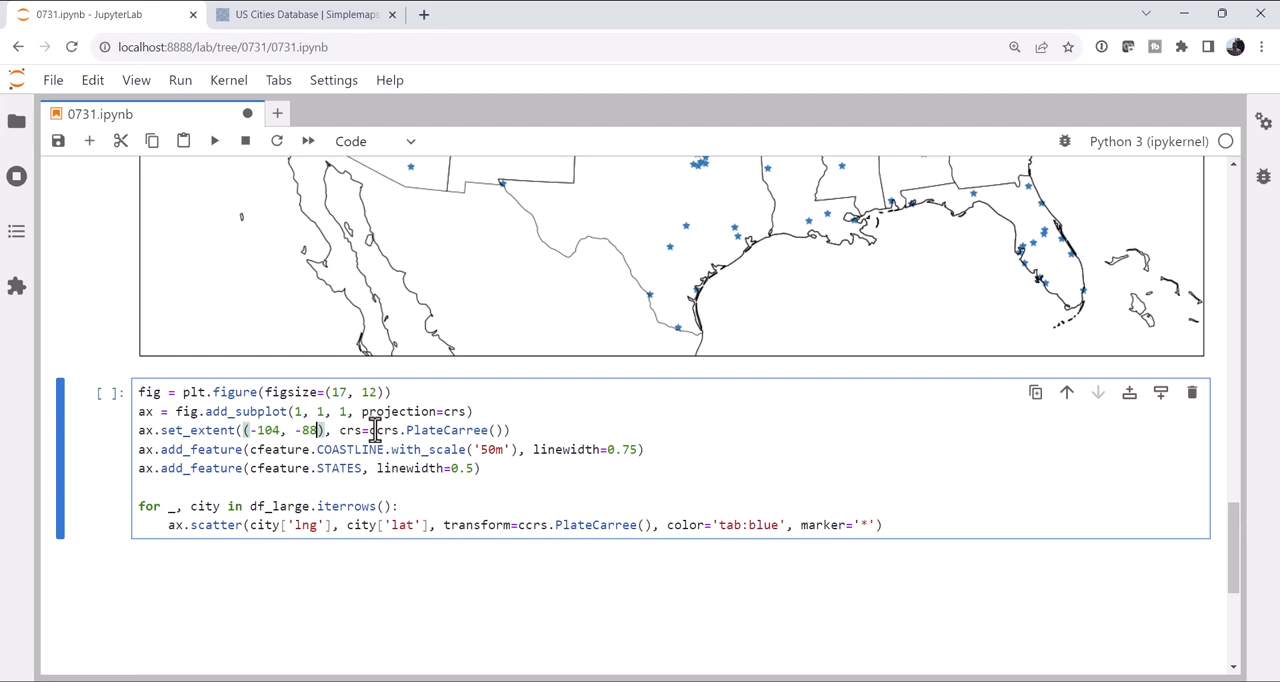 0731.ipynb - JupyterLab
US Cities Database | Simplemaps
localhost:8888/lab/tree/0731/0731.ipynb
File Edit View Run Kernel Tabs Settings Help
0731.ipynb
Code
Python 3 (ipykernel)
[ ]:
fig = plt.figure(figsize=(17, 12))
ax = fig.add_subplot(1, 1, 1, projection=crs)
ax.set_extent((-104, -88), crs=ccrs.PlateCarree())
ax.add_feature(cfeature.COASTLINE.with_scale('50m'), linewidth=0.75)
ax.add_feature(cfeature.STATES, linewidth=0.5)
for _, city in df_large.iterrows():
ax.scatter(city['lng'], city['lat'], transform=ccrs.PlateCarree(), color='tab:blue', marker='*')